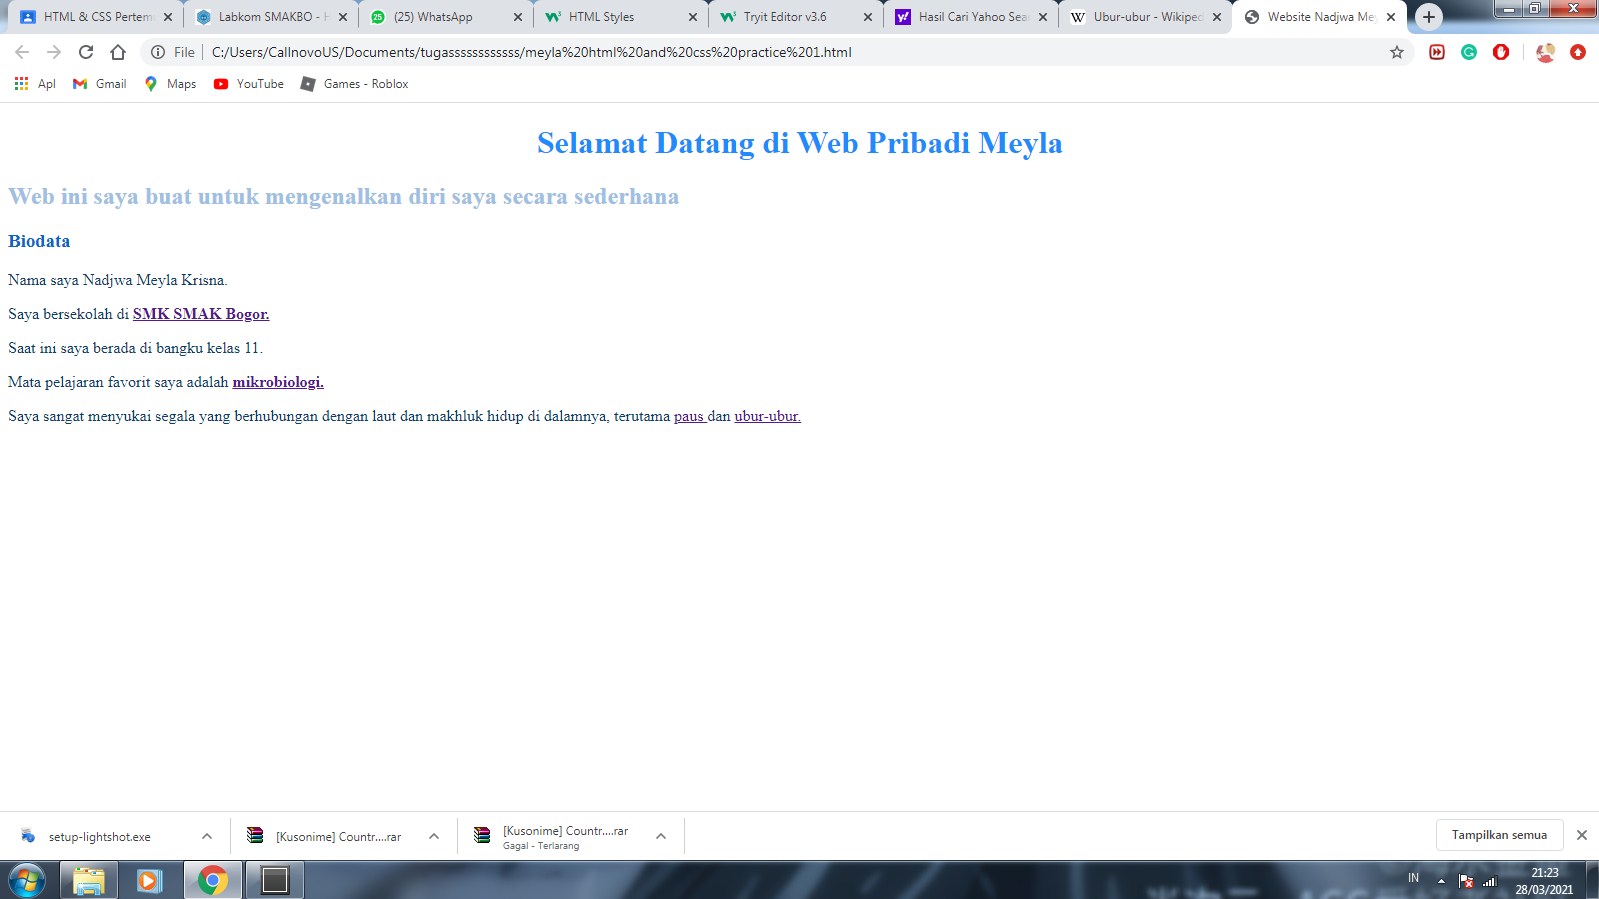 HTML & CSS Pertem
Labkom SMAKBO - H
(25) WhatsApp
HTML Styles
Tryit Editor v3.6
Hasil Cari Yahoo Sea
Ubur-ubur - Wikiped
Website Nadjwa Mey
File
C:/Users/CallnovoUS/Documents/tugasssssssssssss/meyla%20html%20and%20css%20practice%201.html
Apl
Gmail
Maps
YouTube
Games - Roblox
Selamat Datang di Web Pribadi Meyla
Web ini saya buat untuk mengenalkan diri saya secara sederhana
Biodata
Nama saya Nadjwa Meyla Krisna.
Saya bersekolah di SMK SMAK Bogor.
Saat ini saya berada di bangku kelas 11.
Mata pelajaran favorit saya adalah mikrobiologi.
Saya sangat menyukai segala yang berhubungan dengan laut dan makhluk hidup di dalamnya, terutama paus dan ubur-ubur.
setup-lightshot.exe
[Kusonime] Countr....rar
[Kusonime] Countr....rar
Gagal - Terlarang
Tampilkan semua
IN
21:23
28/03/2021